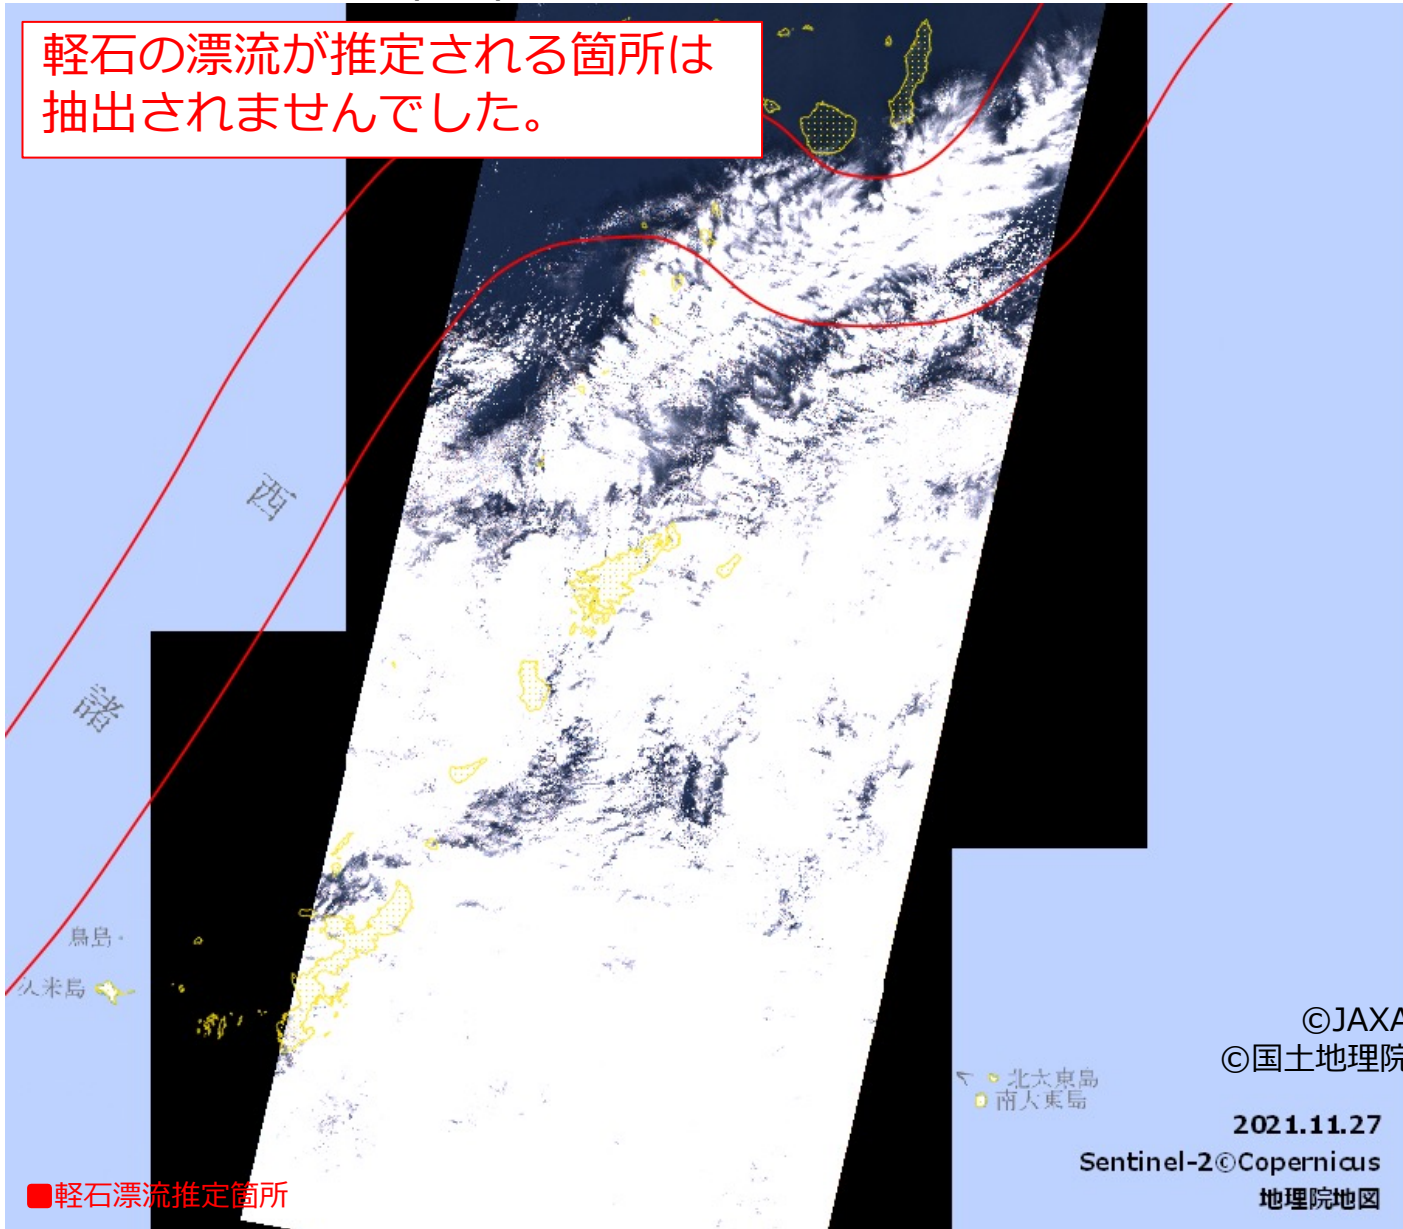 軽石の漂流が推定される箇所は
抽出されませんでした。
西
諸
鳥島
久米島
©JAXA
©国土地理院
北大東島
南大東島
2021.11.27
Sentinel-2©Copernicus
地理院地図
■軽石漂流推定箇所